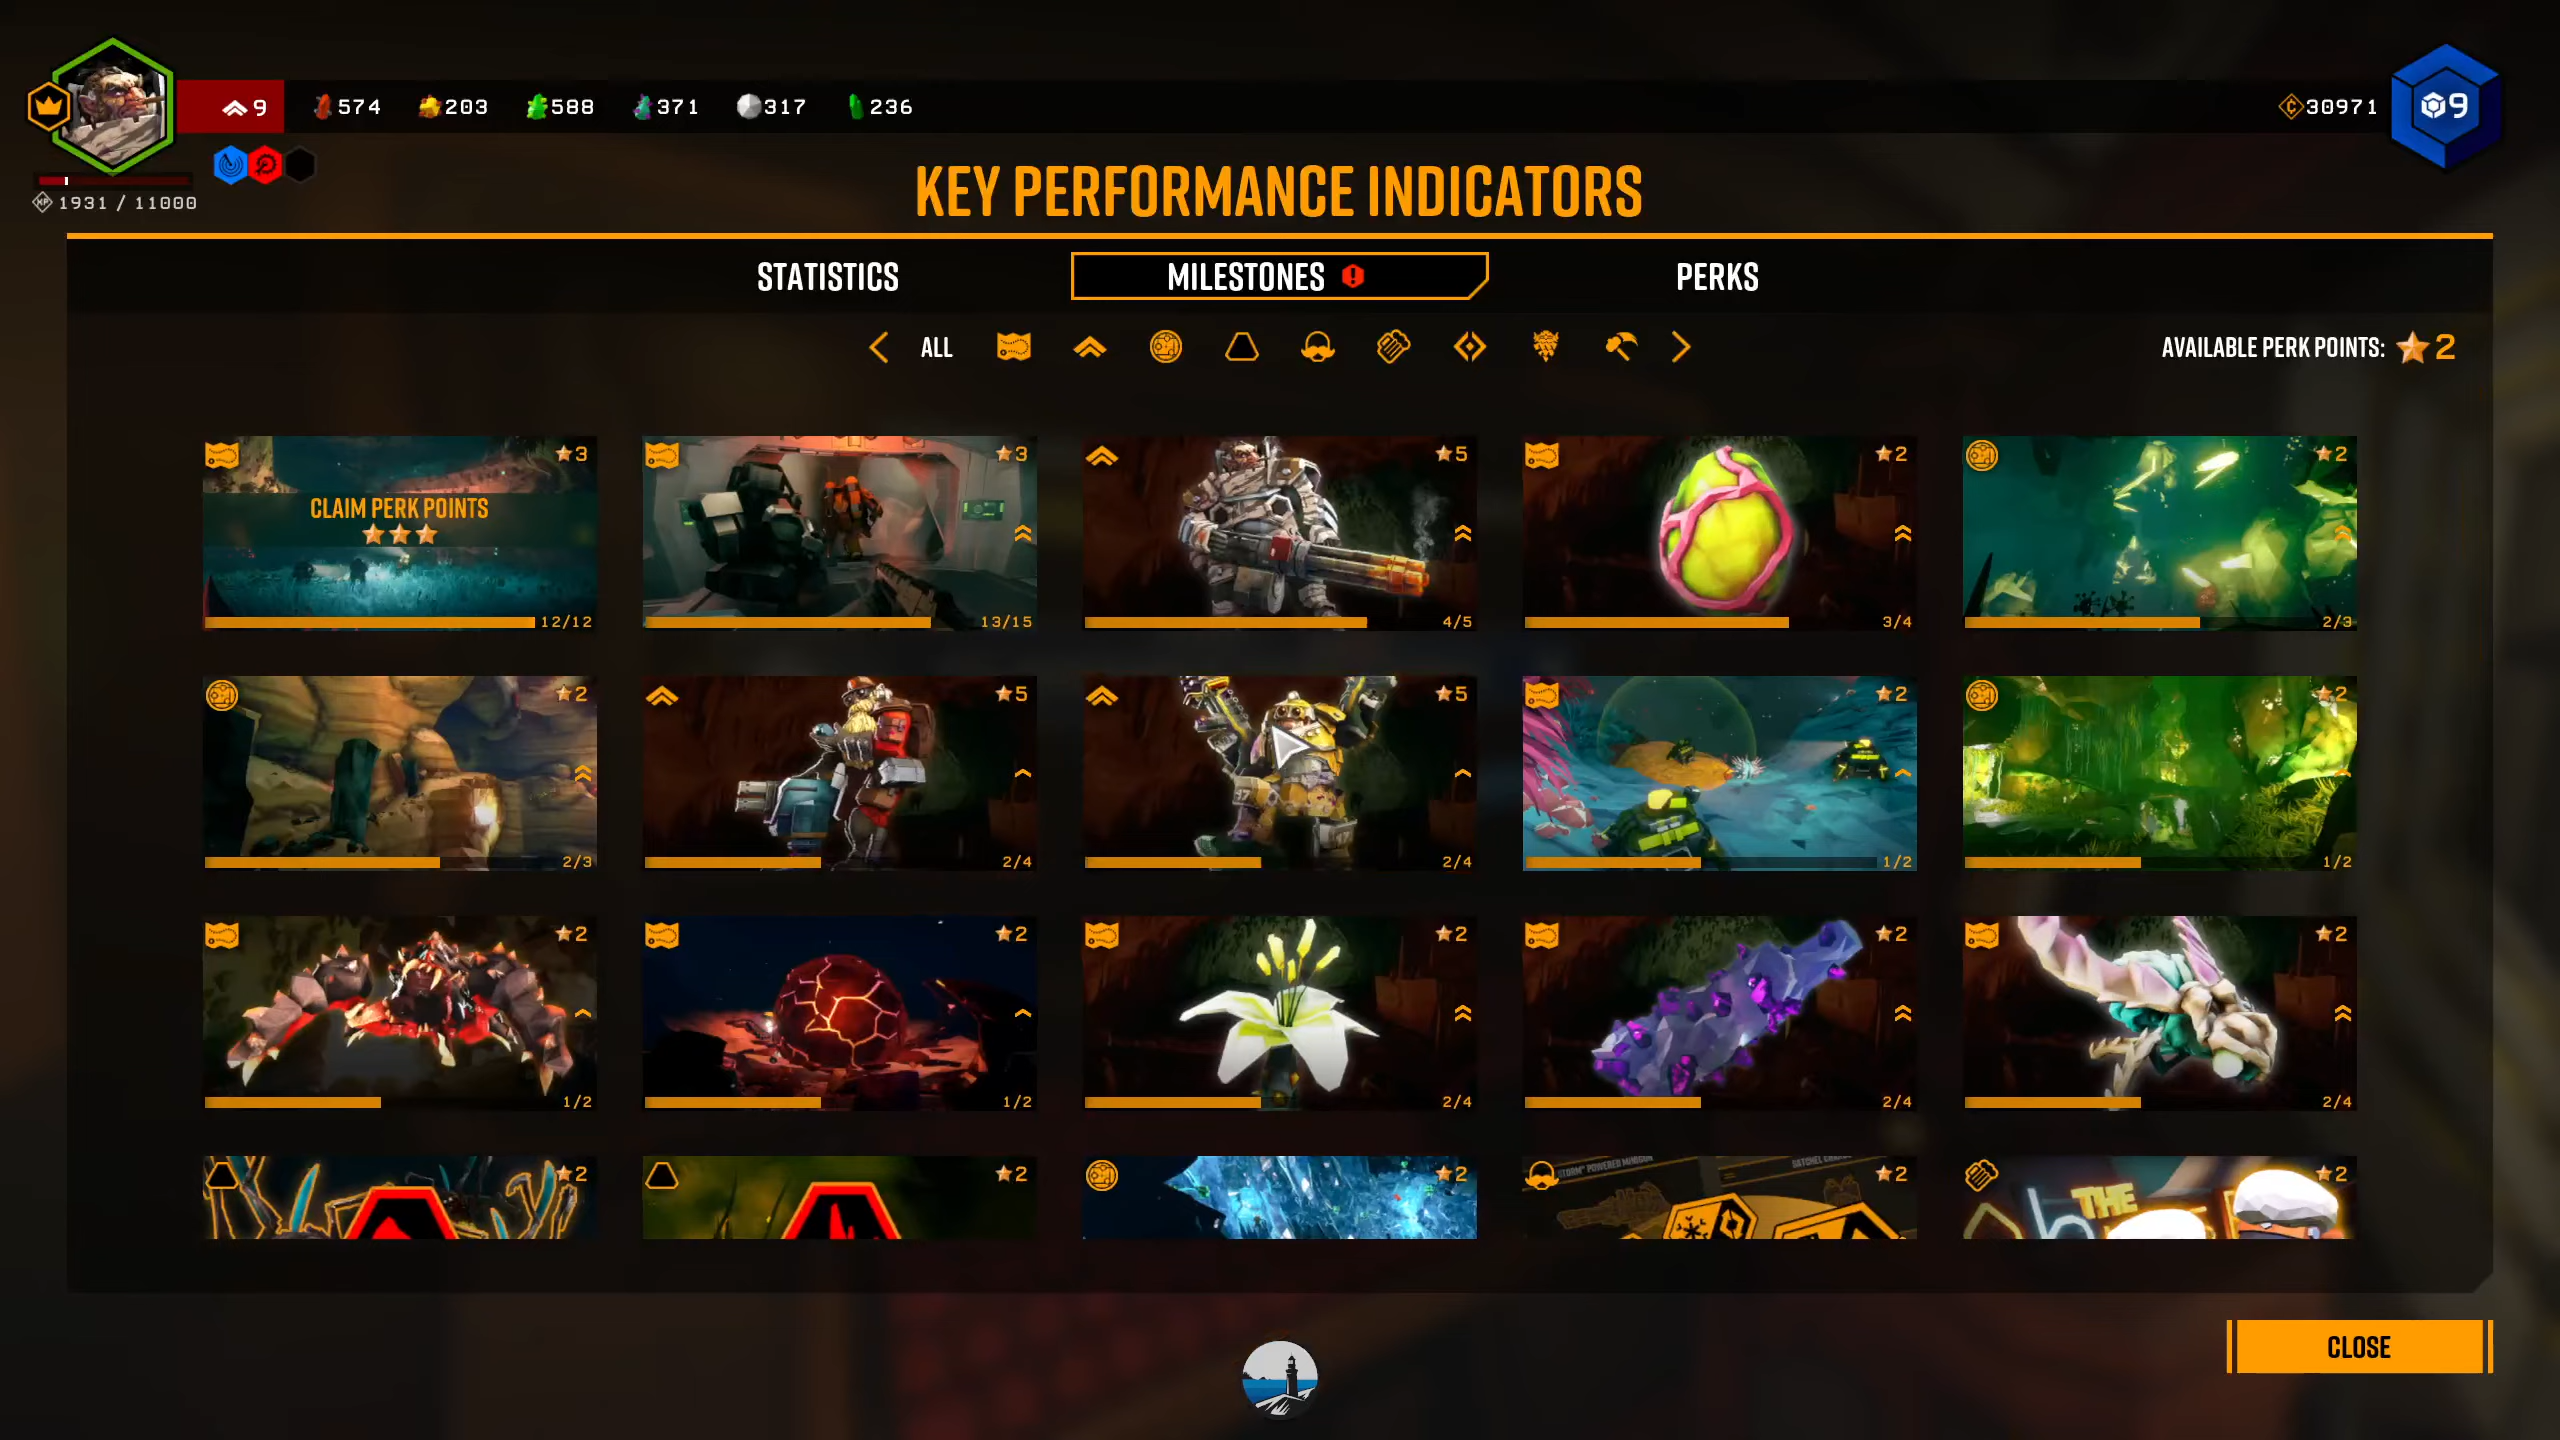 9 574 203 588 371 317 236 30971 9
1931 / 11000
KEY PERFORMANCE INDICATORS
STATISTICS MILESTONES ! PERKS
ALL AVAILABLE PERK POINTS: 2
3 3 5 2 2
CLAIM PERK POINTS
12/12 13/15 4/5 3/4 2/3
2 5 5 2 2
2/3 2/4 2/4 1/2 1/2
2 2 2 2 2
1/2 1/2 2/4 2/4 2/4
2 2 2 2 2
THE
CLOSE